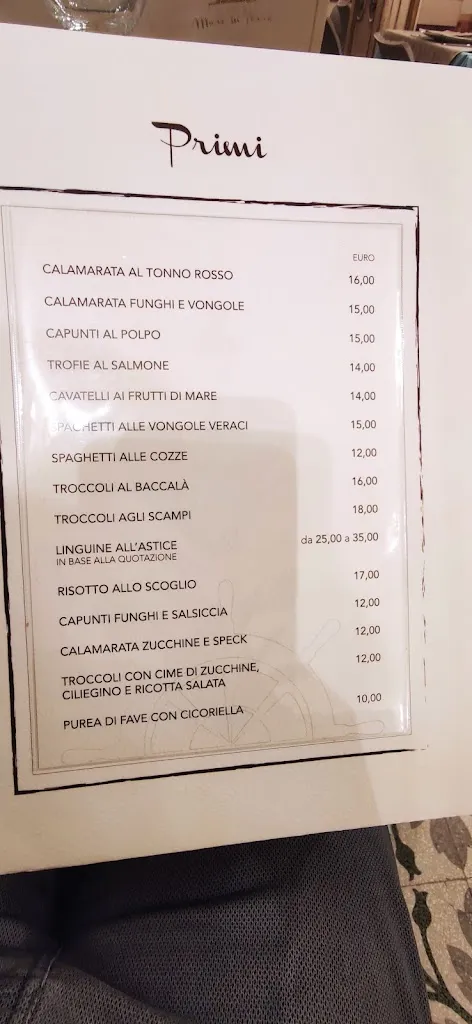 Primi
EURO
CALAMARATA AL TONNO ROSSO 16,00
CALAMARATA FUNGHI E VONGOLE 15,00
CAPUNTI AL POLPO 15,00
TROFIE AL SALMONE 14,00
CAVATELLI AI FRUTTI DI MARE 14,00
SPAGHETTI ALLE VONGOLE VERACI 15,00
SPAGHETTI ALLE COZZE 12,00
TROCCOLI AL BACCALÀ 16,00
TROCCOLI AGLI SCAMPI 18,00
LINGUINE ALL'ASTICE da 25,00 a 35,00
IN BASE ALLA QUOTAZIONE
RISOTTO ALLO SCOGLIO 17,00
CAPUNTI FUNGHI E SALSICCIA 12,00
CALAMARATA ZUCCHINE E SPECK 12,00
TROCCOLI CON CIME DI ZUCCHINE, 12,00
CILIEGINO E RICOTTA SALATA
PUREA DI FAVE CON CICORIELLA 10,00